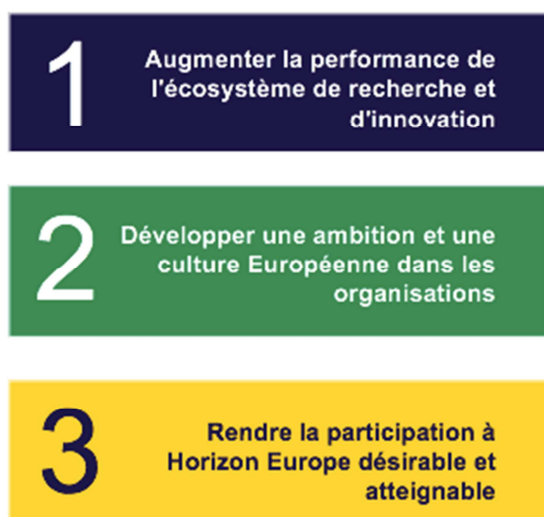 1
Augmenter la performance de
l'écosystème de recherche et
d'innovation
2
Développer une ambition et une
culture Européenne dans les
organisations
3
Rendre la participation à
Horizon Europe désirable et
atteignable